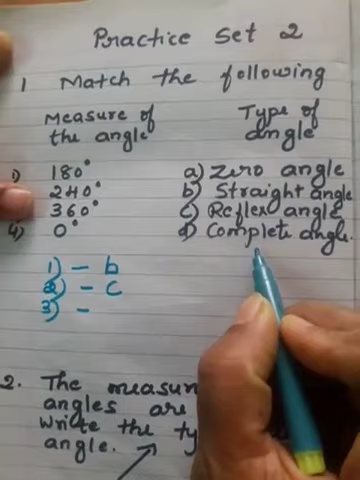 Practice Set 2
1 Match the following
Measure of the angle
Type of angle
1) 180° a) Zero angle
240° b) Straight angle
360° c) Reflex angle
4) 0° d) Complete angle.
1) - b
2) - c
3) -
2. The measur
angles are
Write the ty
angle.